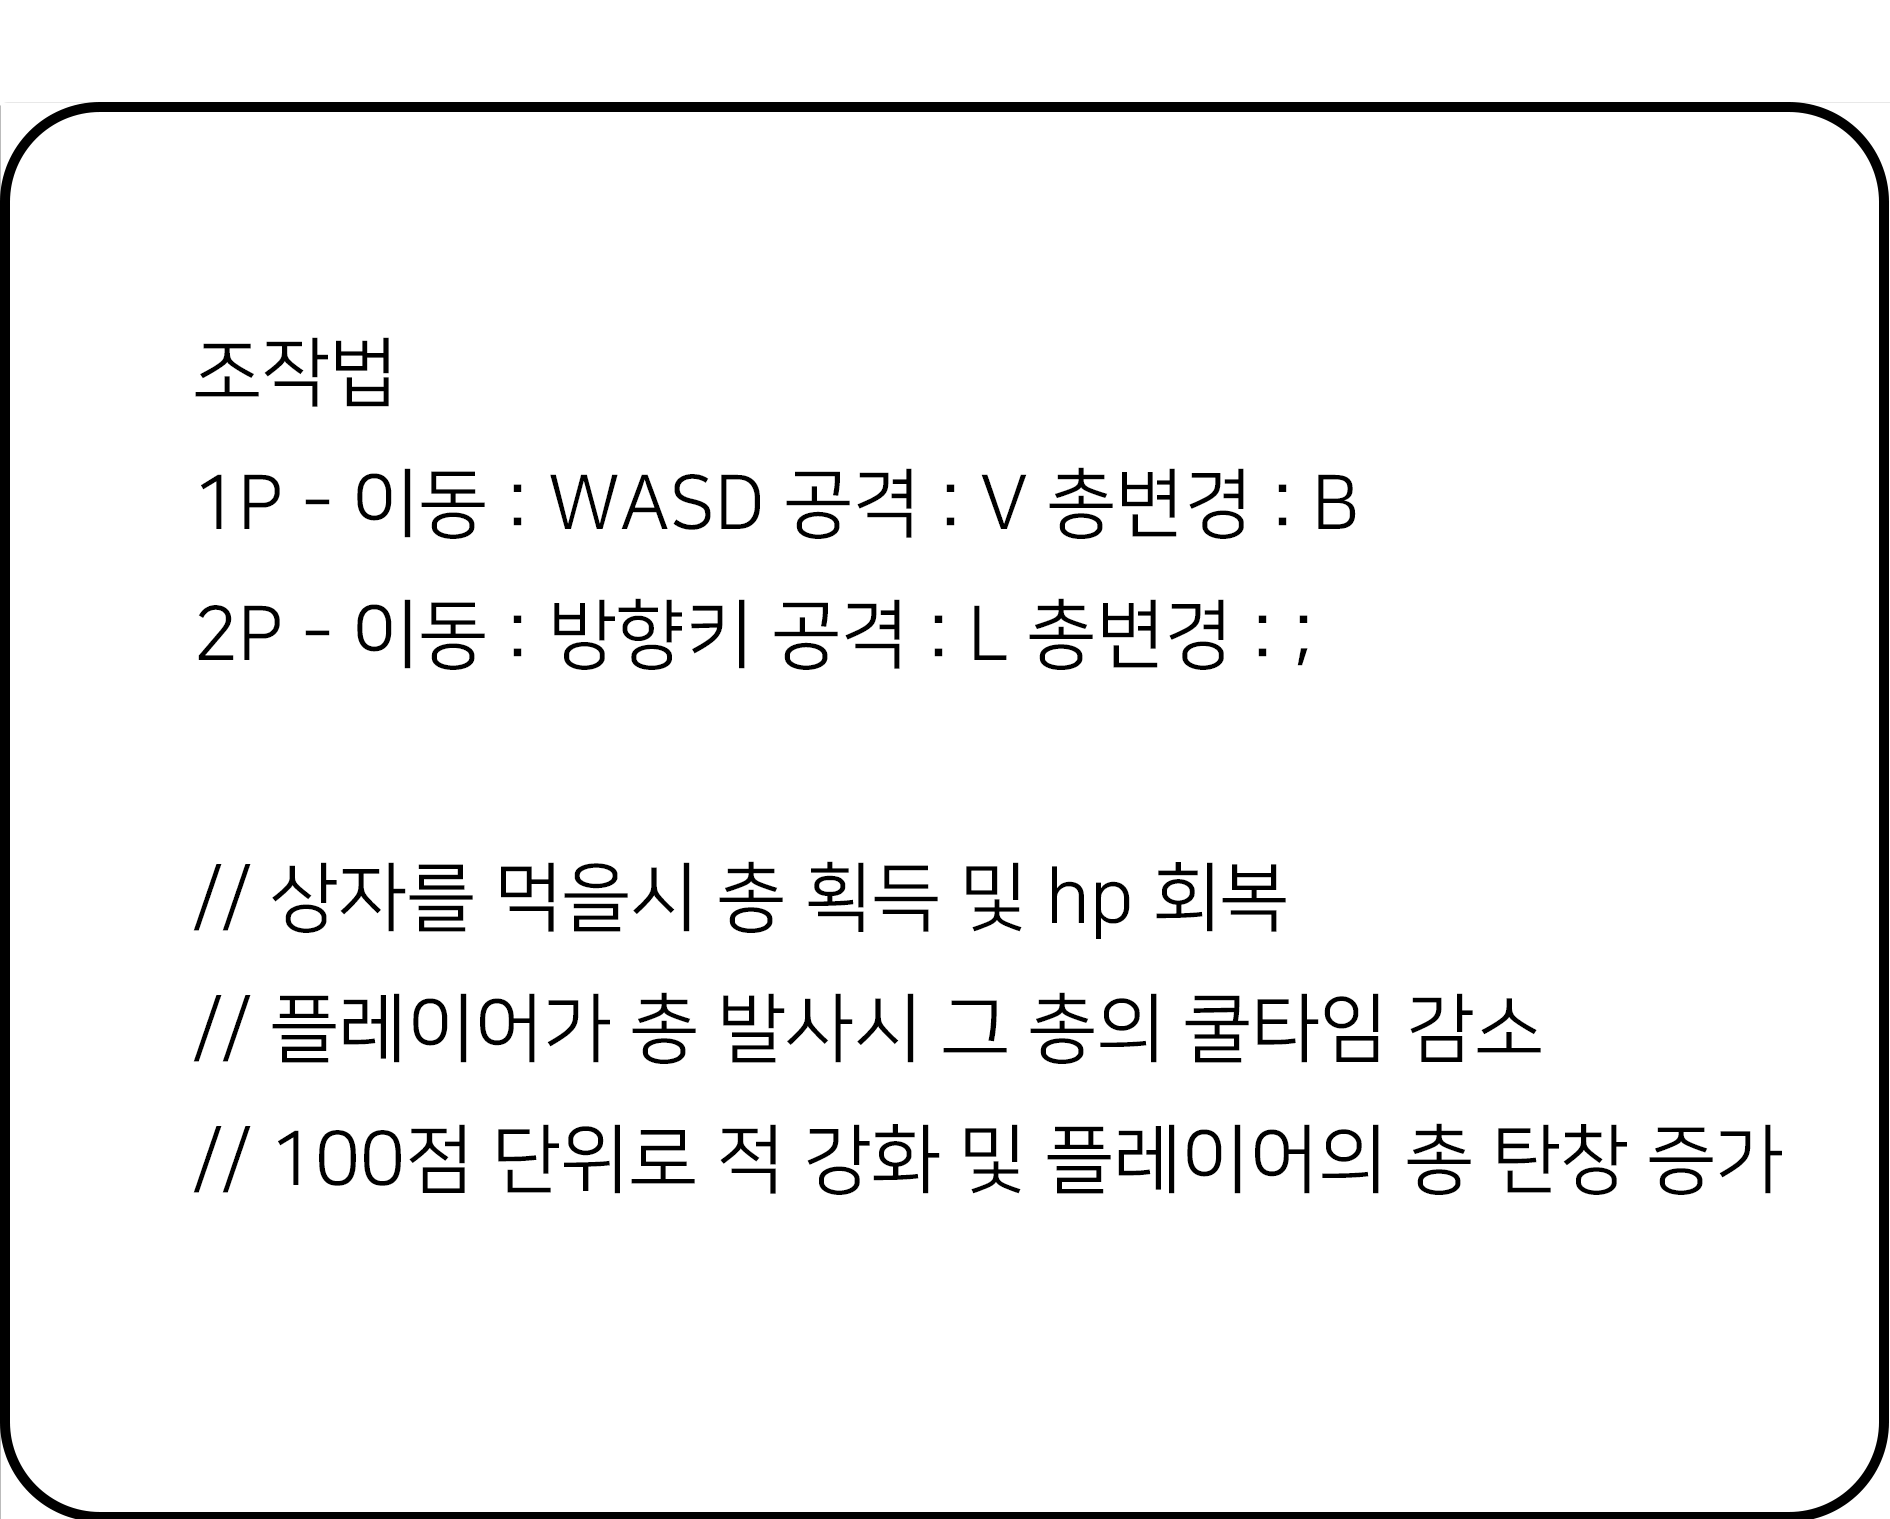 조작법
1P - 이동 : WASD 공격 : V 총변경 : B
2P - 이동 : 방향키 공격 : L 총변경 : ;
// 상자를 먹을시 총 획득 및 hp 회복
// 플레이어가 총 발사시 그 총의 쿨타임 감소
// 100점 단위로 적 강화 및 플레이어의 총 탄창 증가